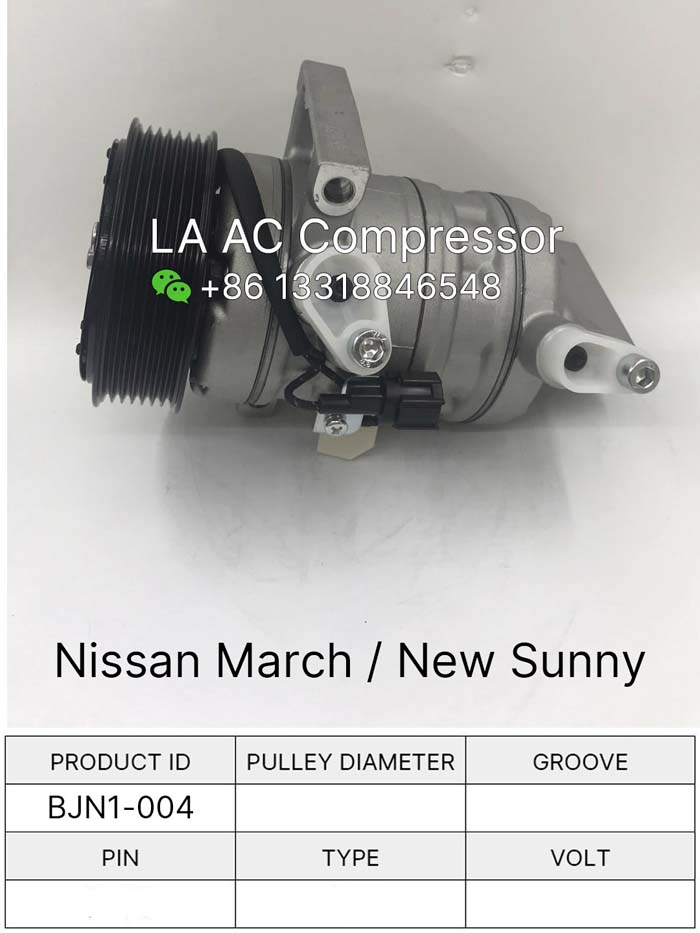 LA AC Compressor
+86 13318846548
Nissan March / New Sunny
PRODUCT ID PULLEY DIAMETER GROOVE
BJN1-004
PIN TYPE VOLT